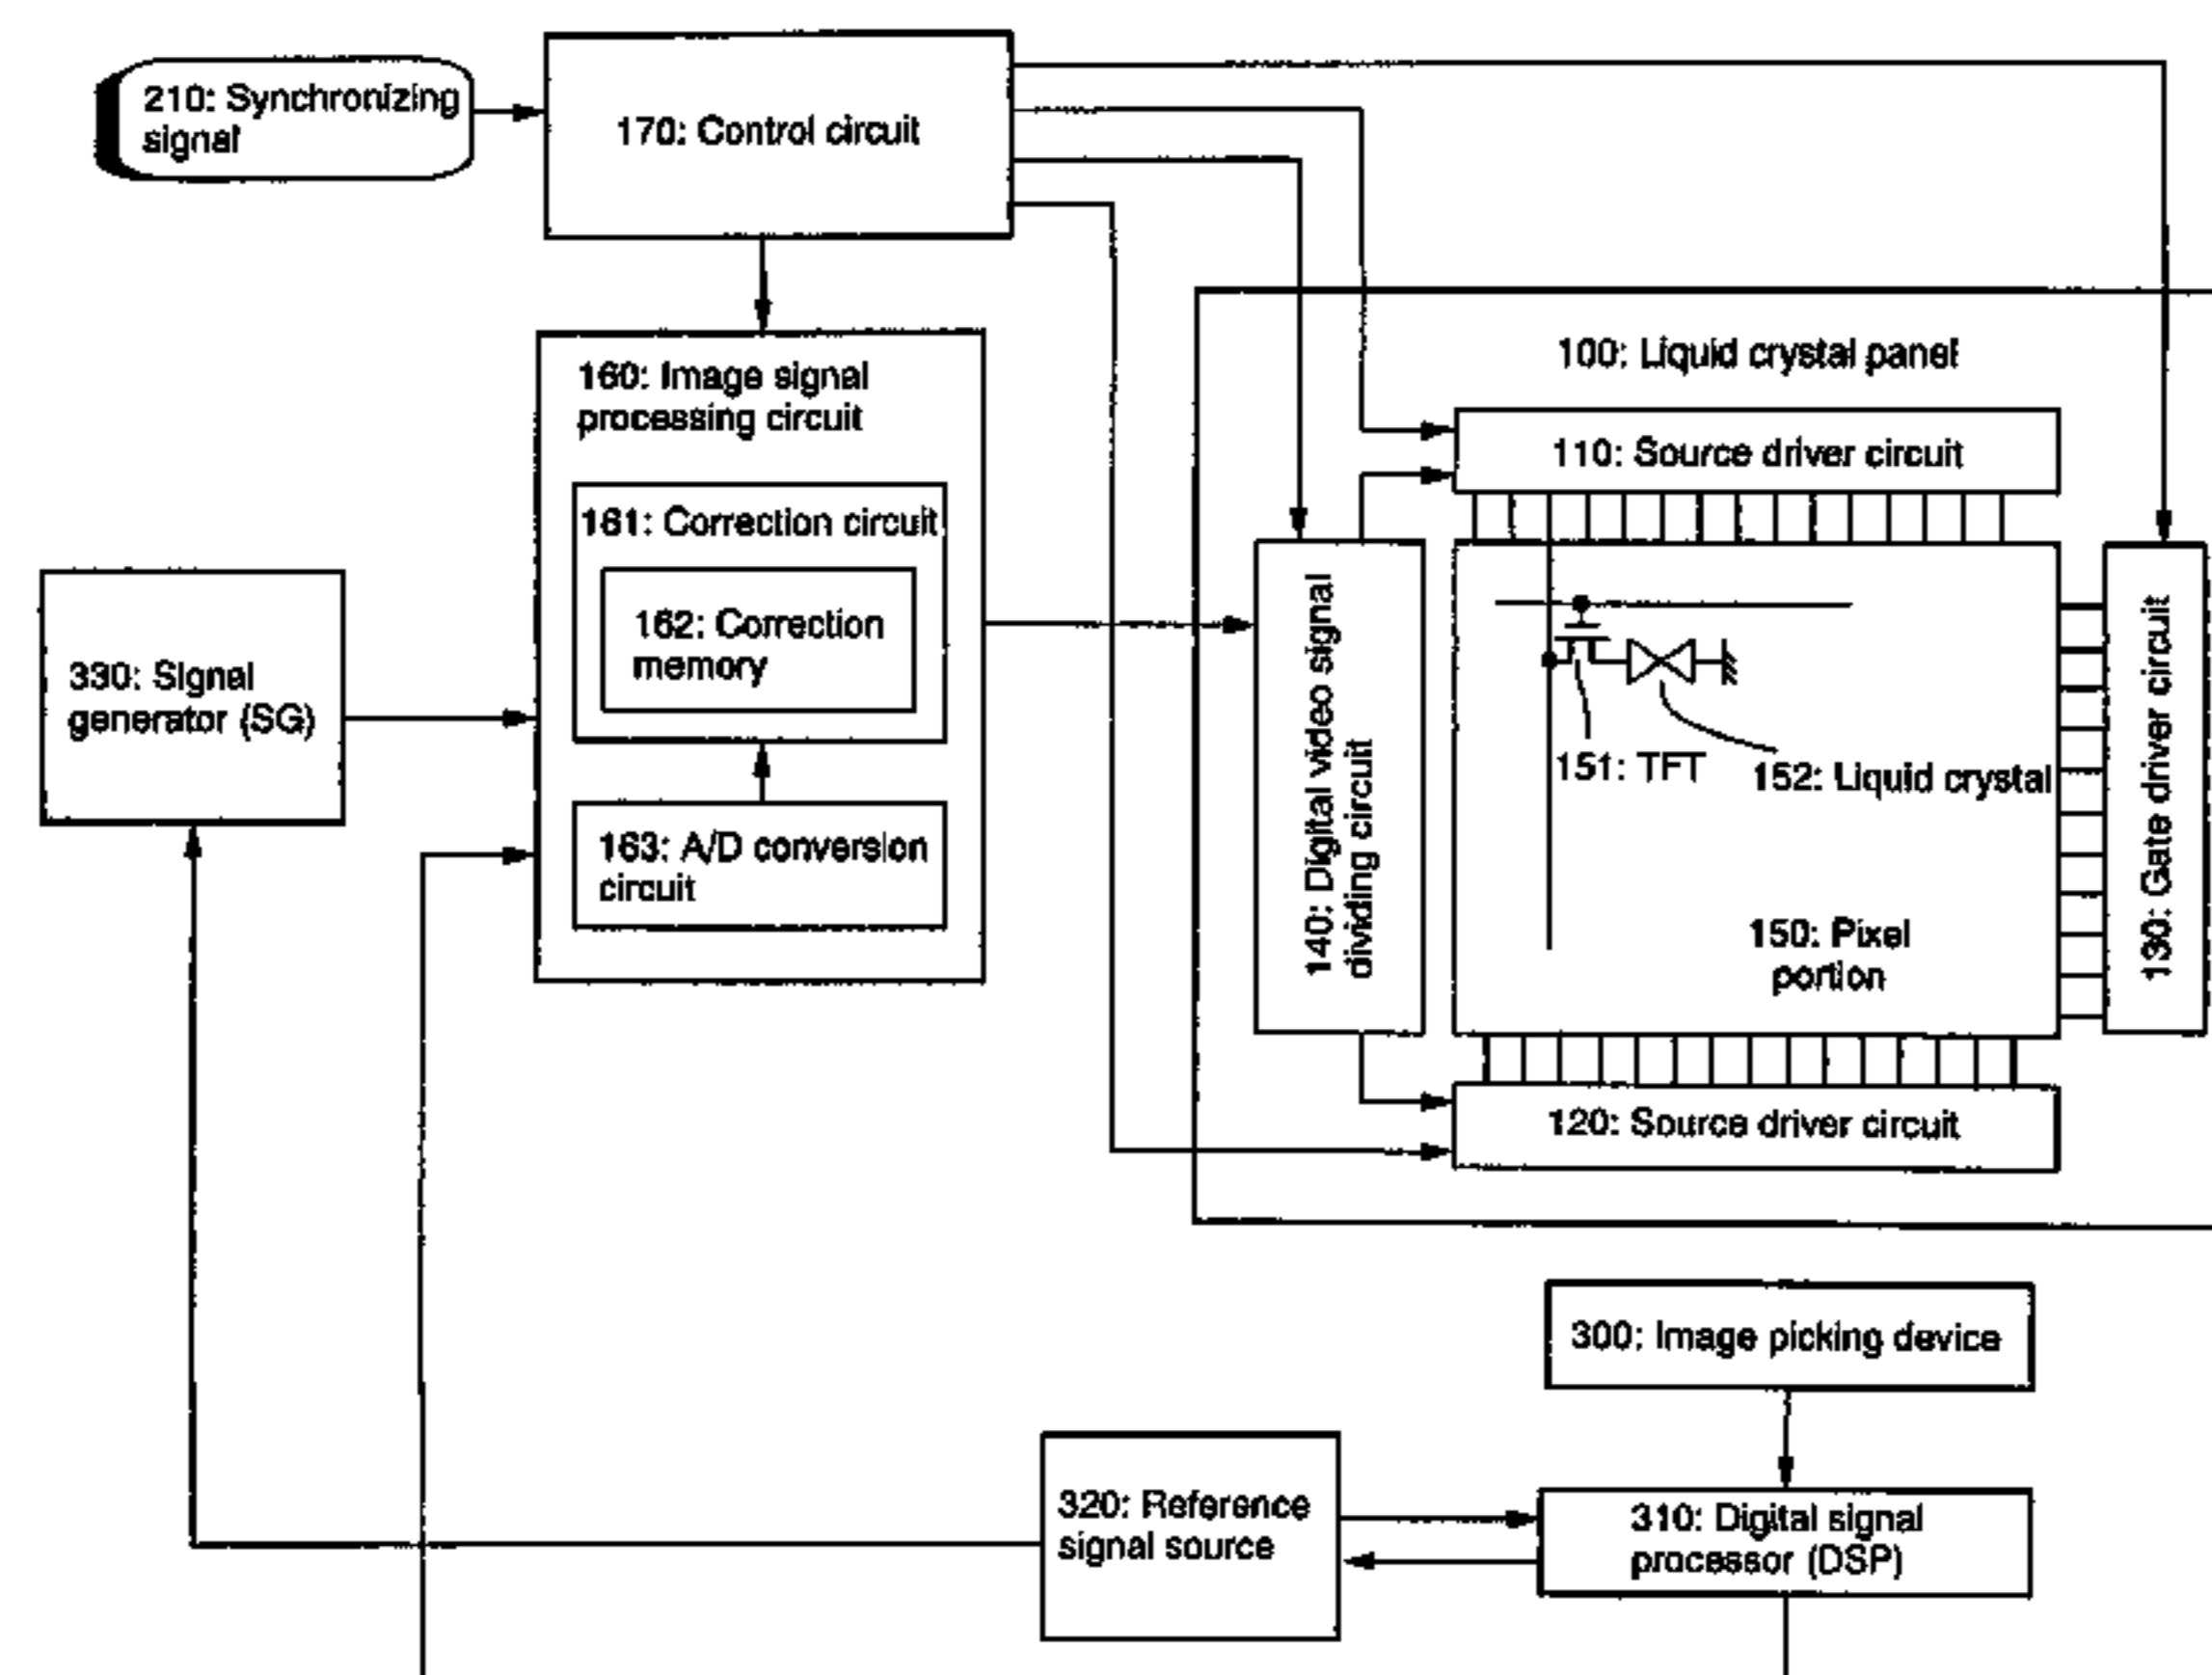 210: Synchronizing
signal
170: Control circuit
160: Image signal
processing circuit
161: Correction circuit
162: Correction
memory
163: A/D conversion
circuit
330: Signal
generator (SG)
100: Liquid crystal panel
110: Source driver circuit
140: Digital video signal
dividing circuit
151: TFT
152: Liquid crystal
150: Pixel
portion
130: Gate driver circuit
120: Source driver circuit
300: Image picking device
320: Reference
signal source
310: Digital signal
processor (DSP)